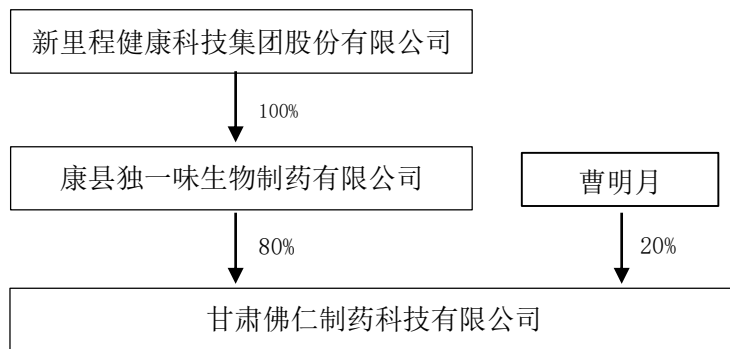 新里程健康科技集团股份有限公司
100%
康县独一味生物制药有限公司
曹明月
80%
20%
甘肃佛仁制药科技有限公司